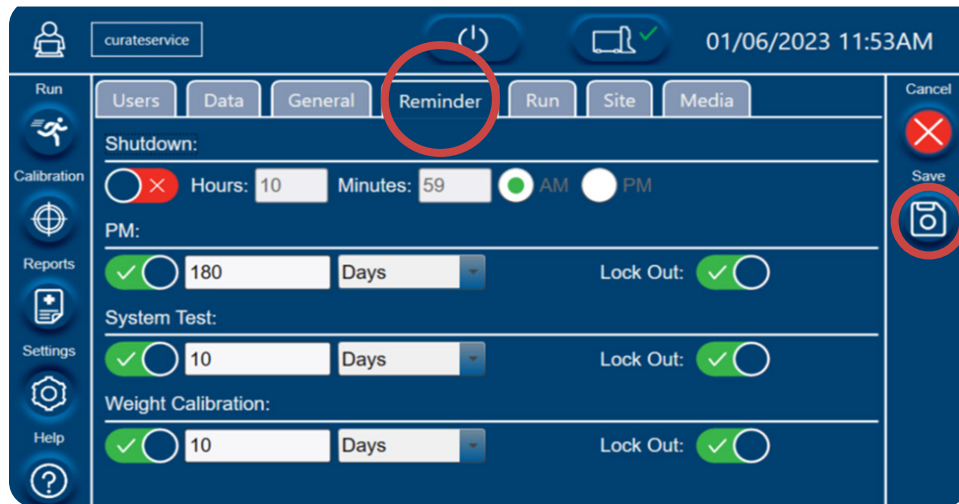 curateservice
01/06/2023 11:53AM
Run
Calibration
Reports
Settings
Help
Users Data General Reminder Run Site Media
Shutdown:
Hours: 10 Minutes: 59 AM PM
PM:
180 Days Lock Out:
System Test:
10 Days Lock Out:
Weight Calibration:
10 Days Lock Out:
Cancel
Save